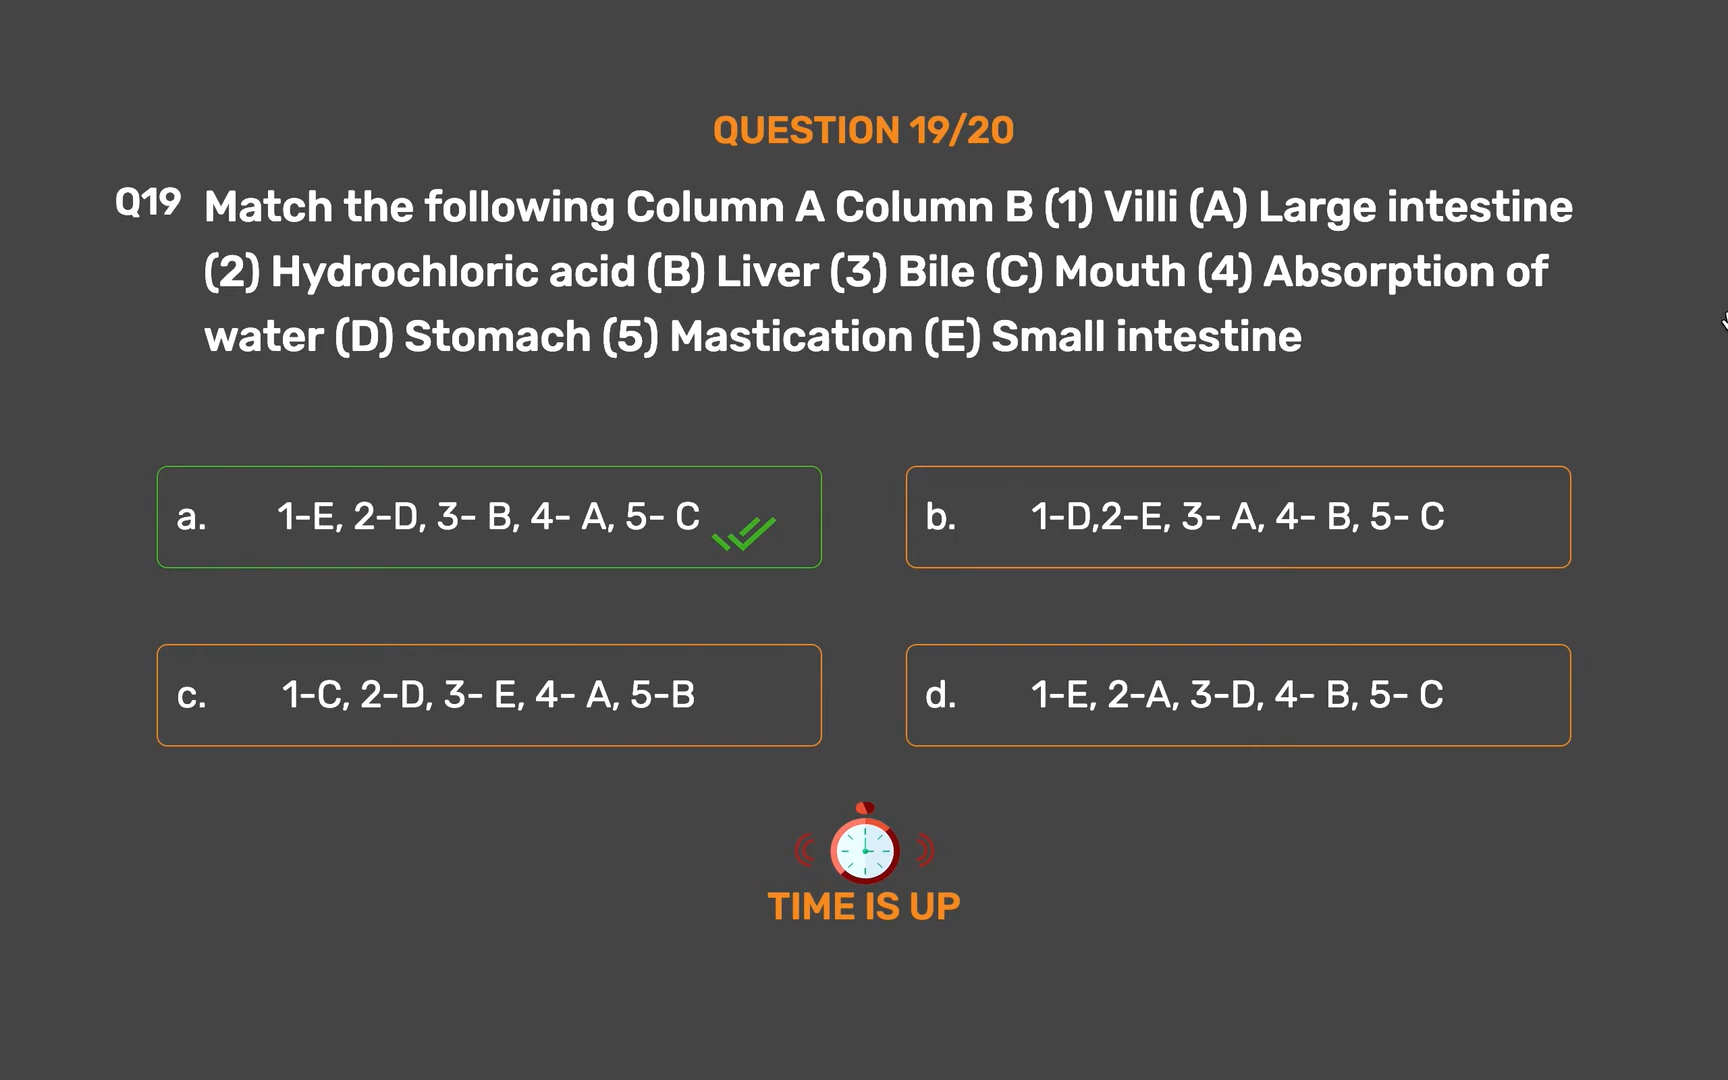 QUESTION 19/20
Q19 Match the following Column A Column B (1) Villi (A) Large intestine
(2) Hydrochloric acid (B) Liver (3) Bile (C) Mouth (4) Absorption of
water (D) Stomach (5) Mastication (E) Small intestine
a. 1-E, 2-D, 3- B, 4- A, 5- C
b. 1-D,2-E, 3- A, 4- B, 5- C
c. 1-C, 2-D, 3- E, 4- A, 5-B
d. 1-E, 2-A, 3-D, 4- B, 5- C
TIME IS UP